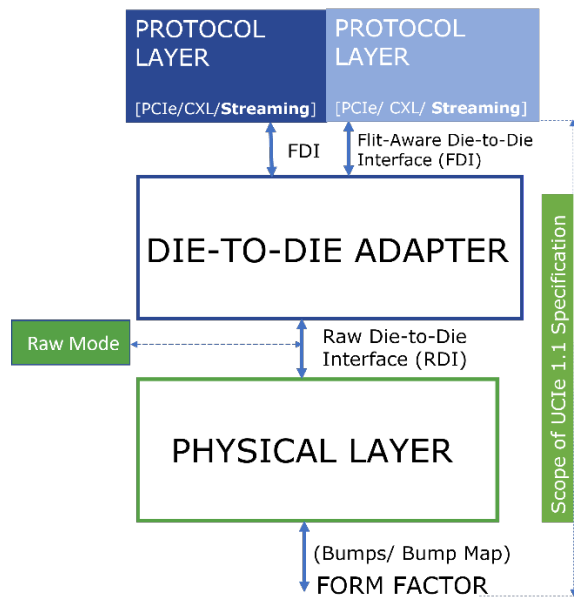 PROTOCOL
LAYER
[PCIe/CXL/Streaming]
PROTOCOL
LAYER
[PCIe/ CXL/ Streaming]
FDI
Flit-Aware Die-to-Die
Interface (FDI)
DIE-TO-DIE ADAPTER
Raw Mode
Raw Die-to-Die
Interface (RDI)
PHYSICAL LAYER
(Bumps/ Bump Map)
FORM FACTOR
Scope of UCIe 1.1 Specification